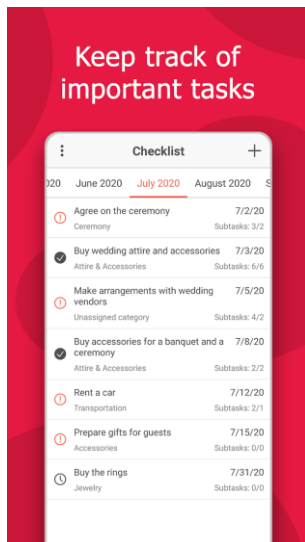 Keep track of
important tasks
Checklist
020 June 2020 July 2020 August 2020 S
Agree on the ceremony 7/2/20
Ceremony Subtasks: 3/2
Buy wedding attire and accessories 7/3/20
Attire & Accessories Subtasks: 6/6
Make arrangements with wedding 7/5/20
vendors
Unassigned category Subtasks: 4/2
Buy accessories for a banquet and a 7/8/20
ceremony
Attire & Accessories Subtasks: 2/2
Rent a car 7/12/20
Transportation Subtasks: 2/1
Prepare gifts for guests 7/15/20
Accessories Subtasks: 0/0
Buy the rings 7/31/20
Jewelry Subtasks: 0/0